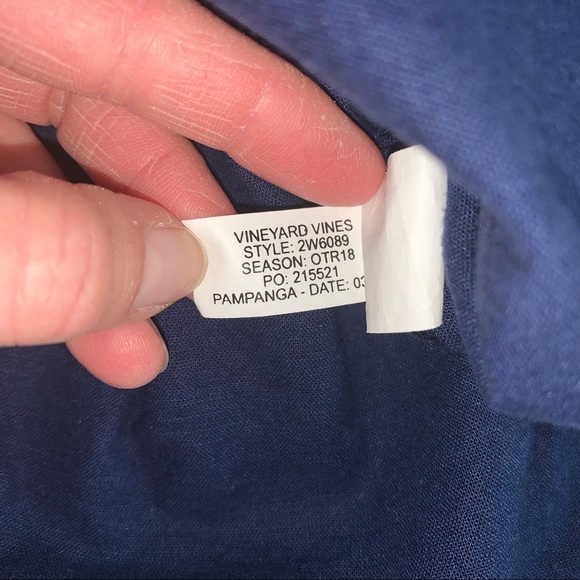 VINEYARD VINES
STYLE: 2W6089
SEASON: OTR18
PO: 215521
PAMPANGA - DATE: 03